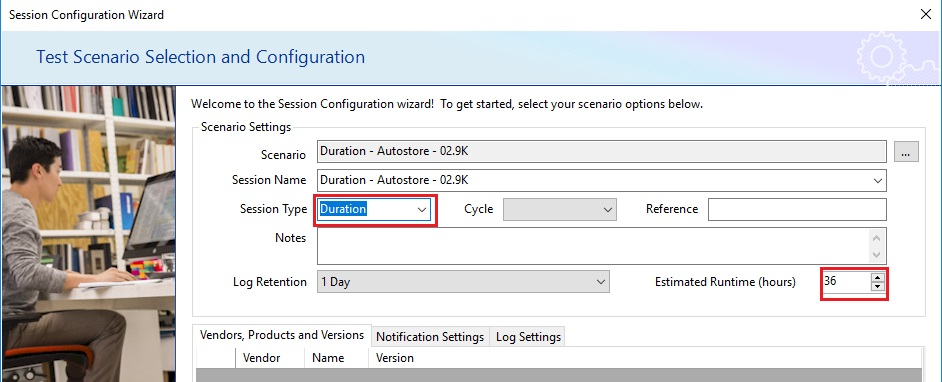 Session Configuration Wizard
Test Scenario Selection and Configuration
Welcome to the Session Configuration wizard! To get started, select your scenario options below.
Scenario Settings
Scenario Duration - Autostore - 02.9K ...
Session Name Duration - Autostore - 02.9K
Session Type Duration Cycle Reference
Notes
Log Retention 1 Day Estimated Runtime (hours) 36
Vendors, Products and Versions Notification Settings Log Settings
Vendor Name Version